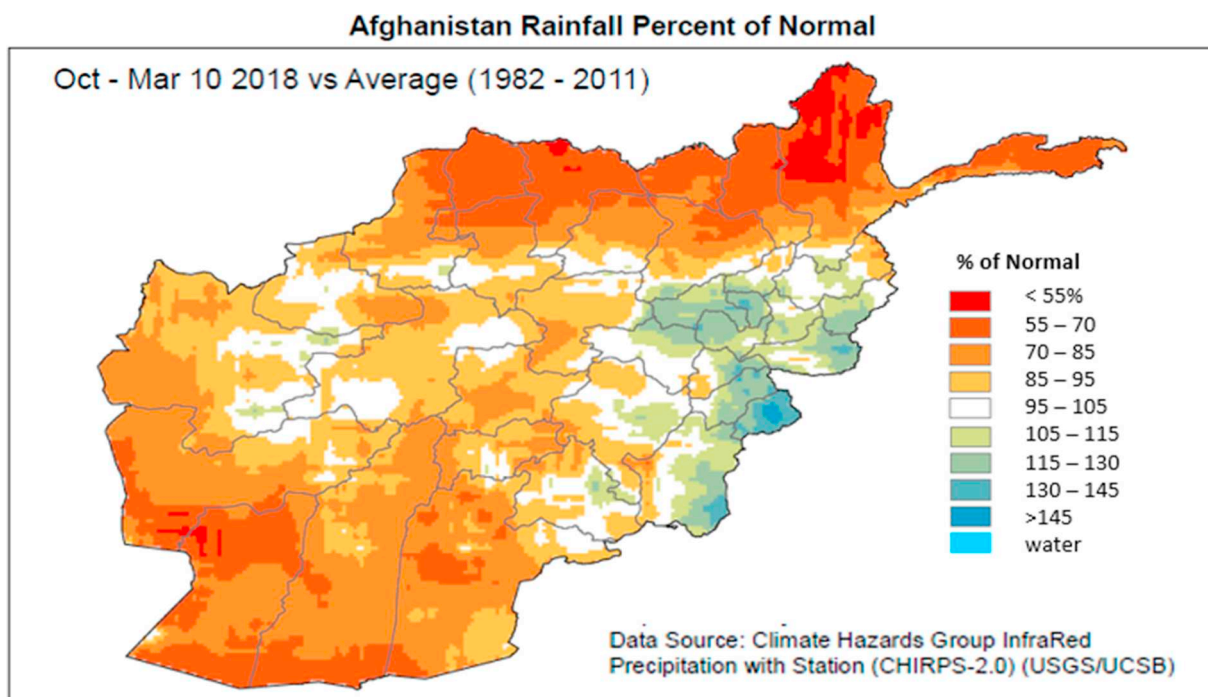 Afghanistan Rainfall Percent of Normal
Oct - Mar 10 2018 vs Average (1982 - 2011)
% of Normal
< 55%
55 – 70
70 – 85
85 – 95
95 – 105
105 – 115
115 – 130
130 – 145
>145
water
Data Source: Climate Hazards Group InfraRed
Precipitation with Station (CHIRPS-2.0) (USGS/UCSB)